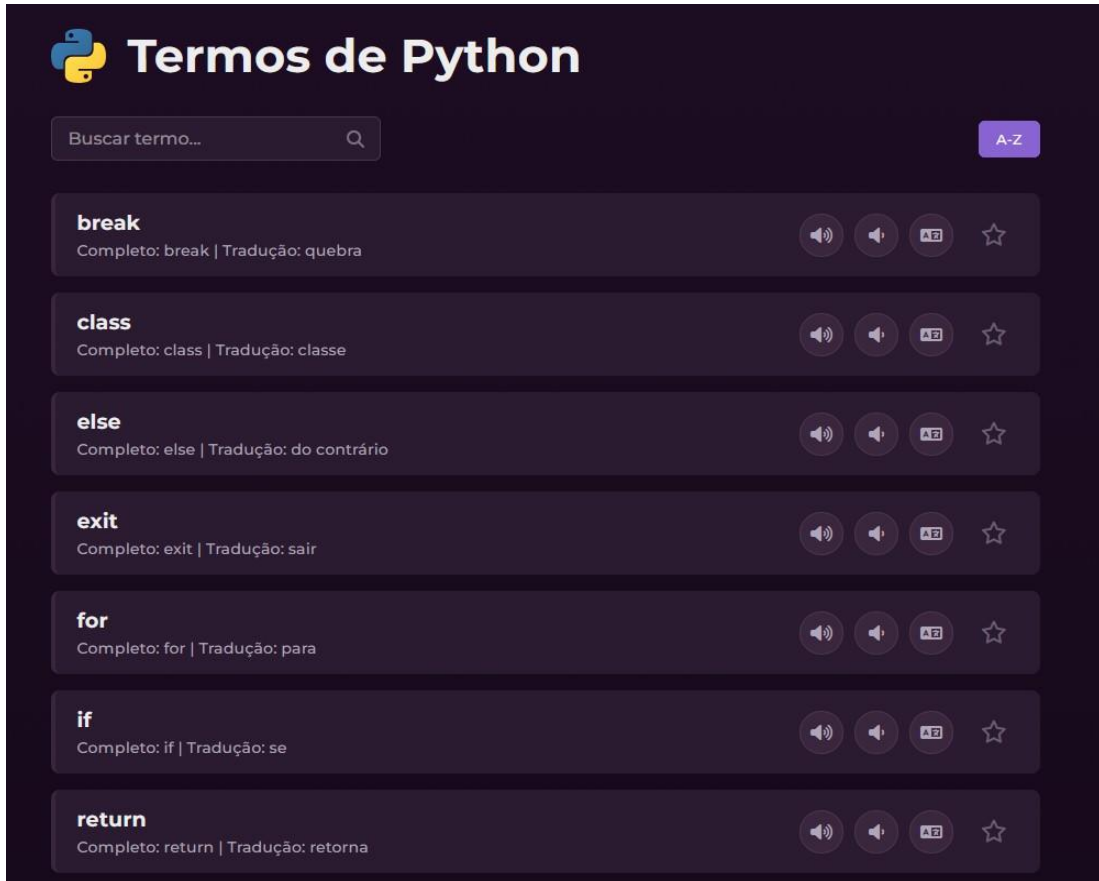 Termos de Python
Buscar termo...
A-Z
break
Completo: break | Tradução: quebra
class
Completo: class | Tradução: classe
else
Completo: else | Tradução: do contrário
exit
Completo: exit | Tradução: sair
for
Completo: for | Tradução: para
if
Completo: if | Tradução: se
return
Completo: return | Tradução: retorna